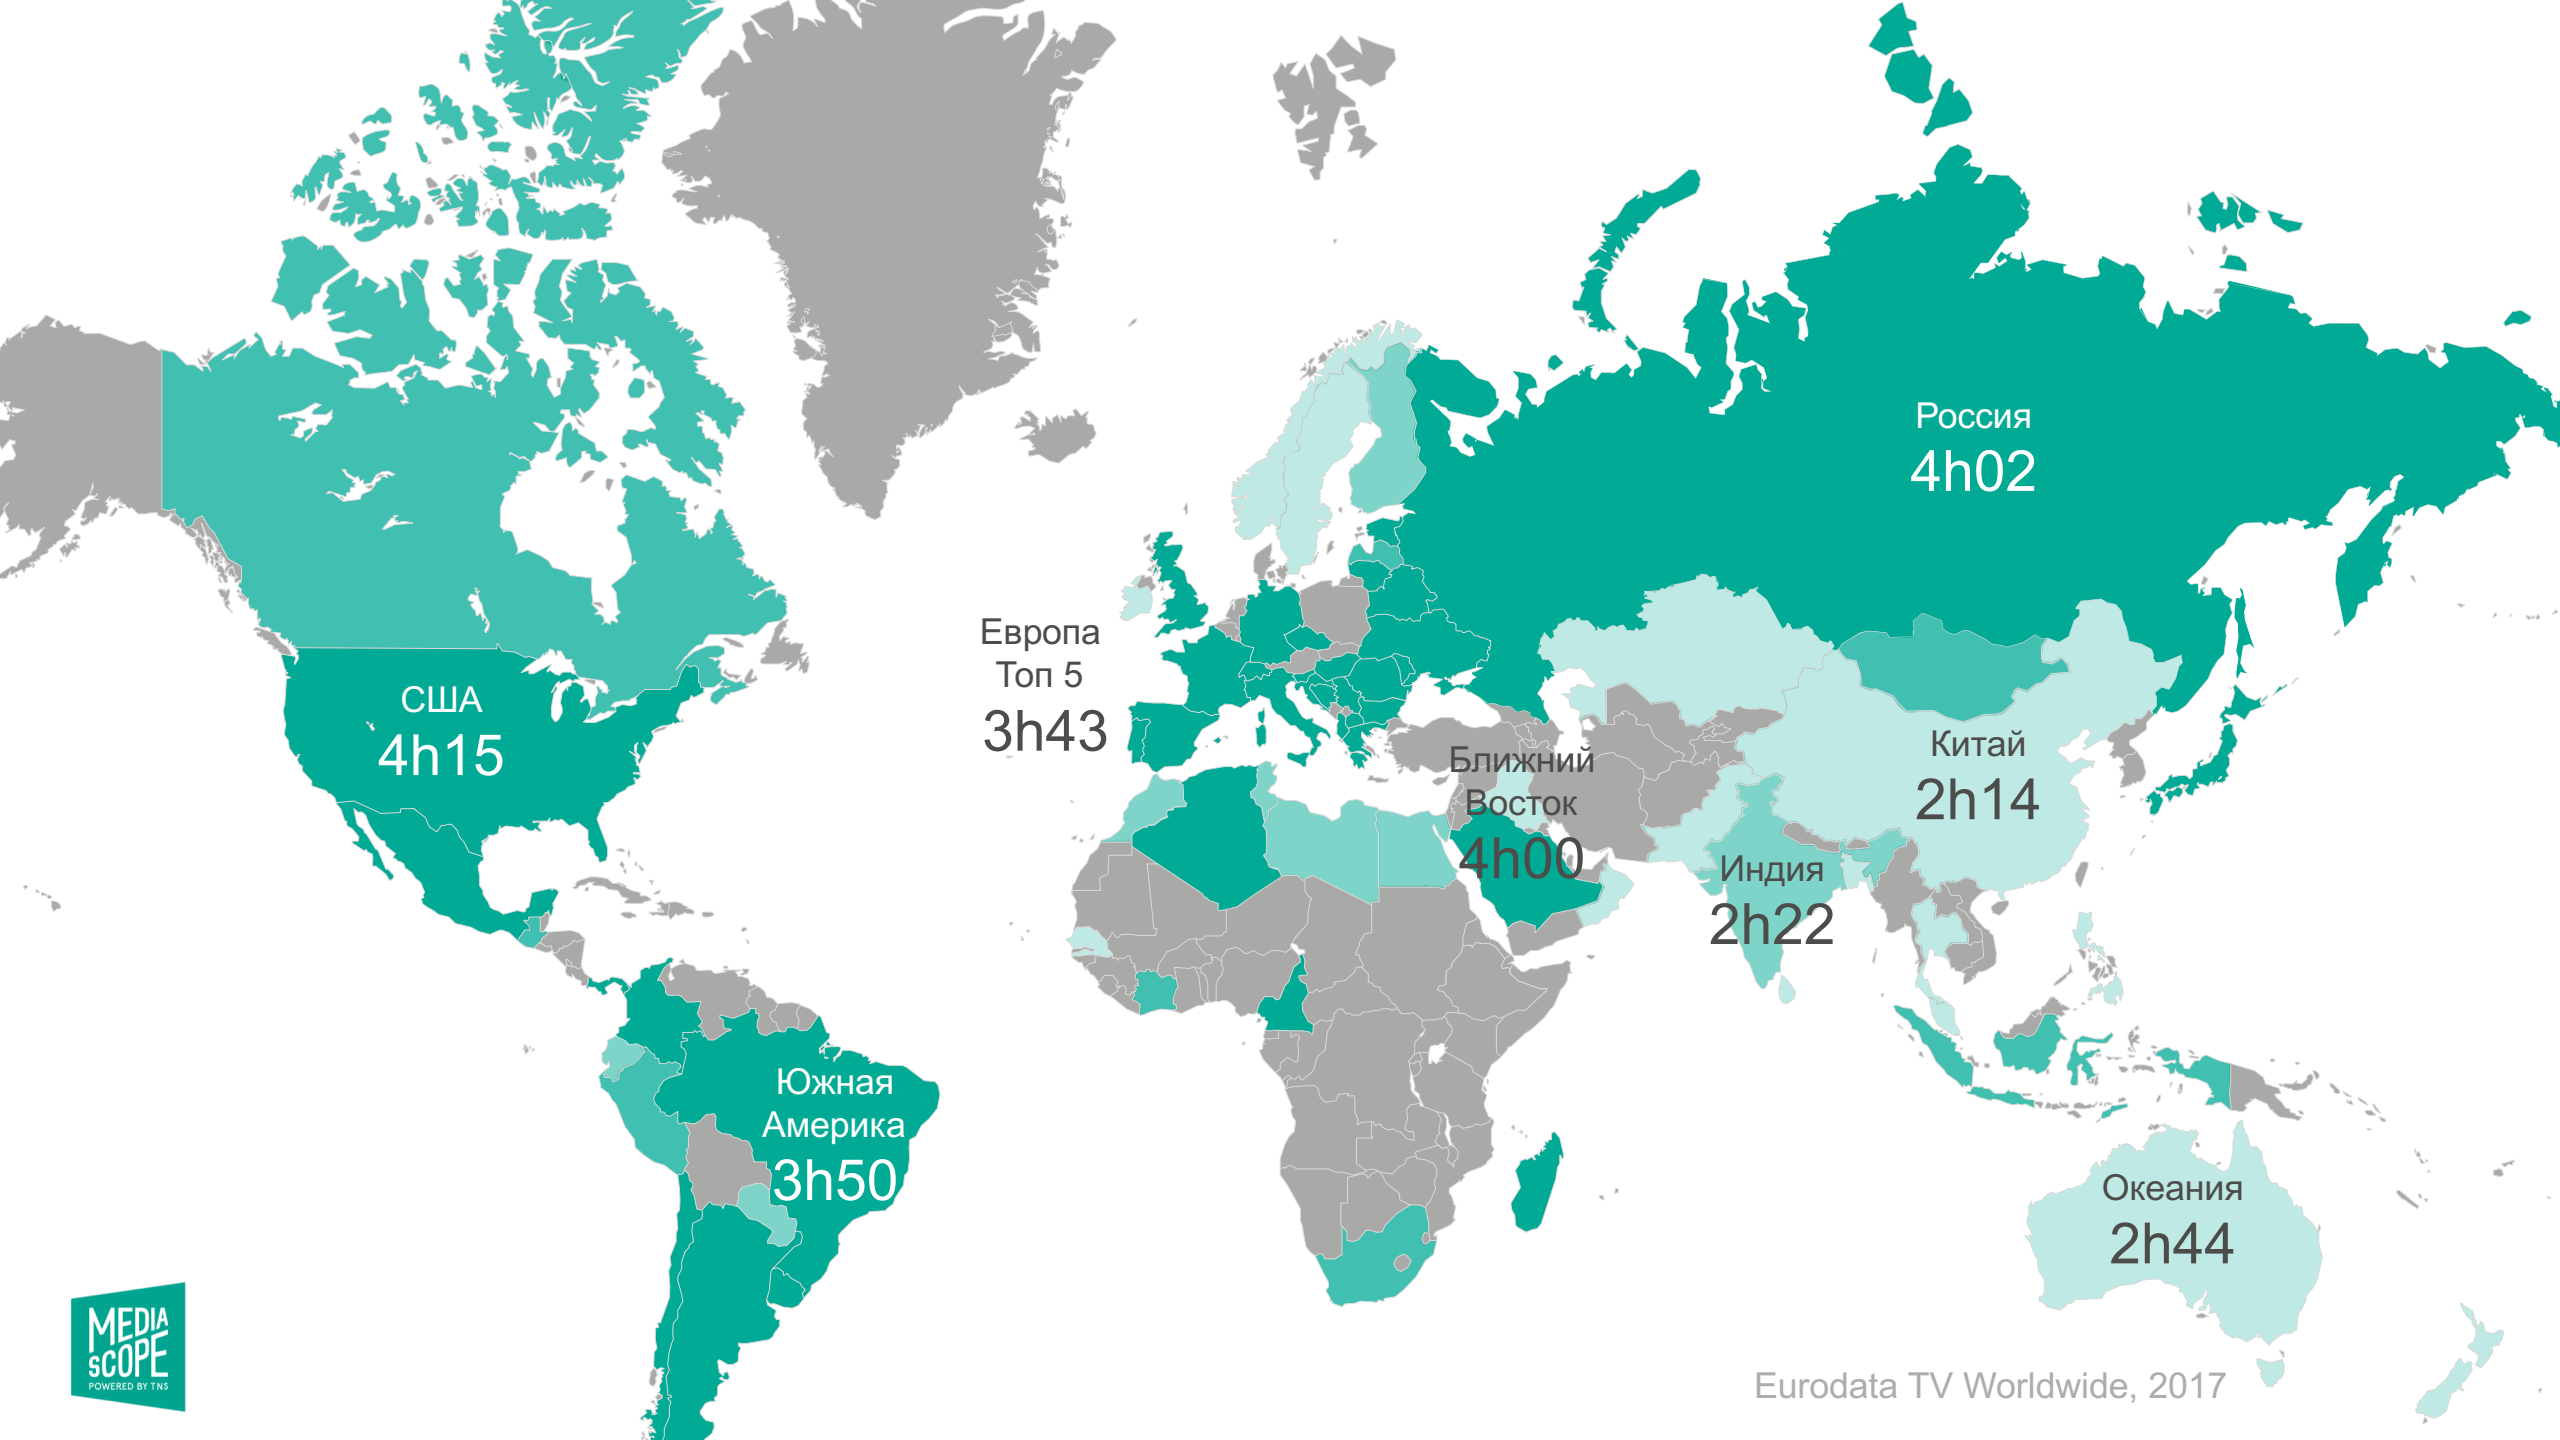 Россия
4h02
Европа
Топ 5
3h43
США
4h15
Ближний
Восток
4h00
Китай
2h14
Индия
2h22
Южная
Америка
3h50
Океания
2h44
MEDIA
SCOPE
POWERED BY TNS
Eurodata TV Worldwide, 2017